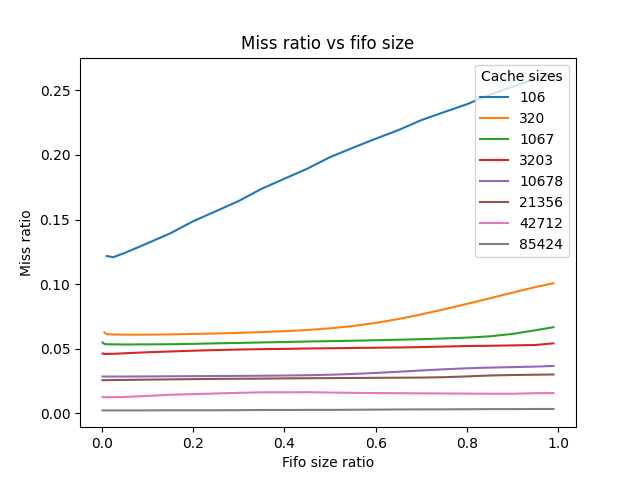 Miss ratio vs fifo size
Cache sizes
106
320
1067
3203
10678
21356
42712
85424
0.25
0.20
0.15
0.10
0.05
0.00
Miss ratio
0.0 0.2 0.4 0.6 0.8 1.0
Fifo size ratio